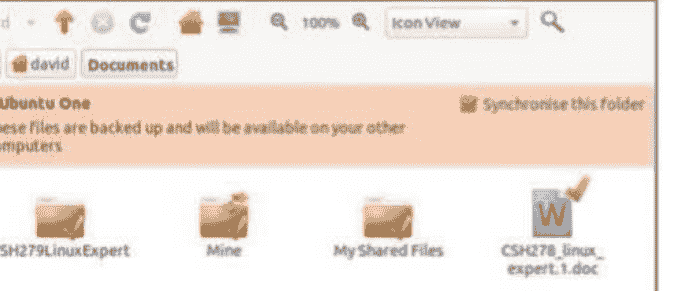 d
100% Icon View
david Documents
Ubuntu One
Synchronise this folder
ese files are backed up and will be available on your other
mputers
SH279LinuxExpert
Mine
My Shared Files
CSH278_linux_
expert.1.doc
W